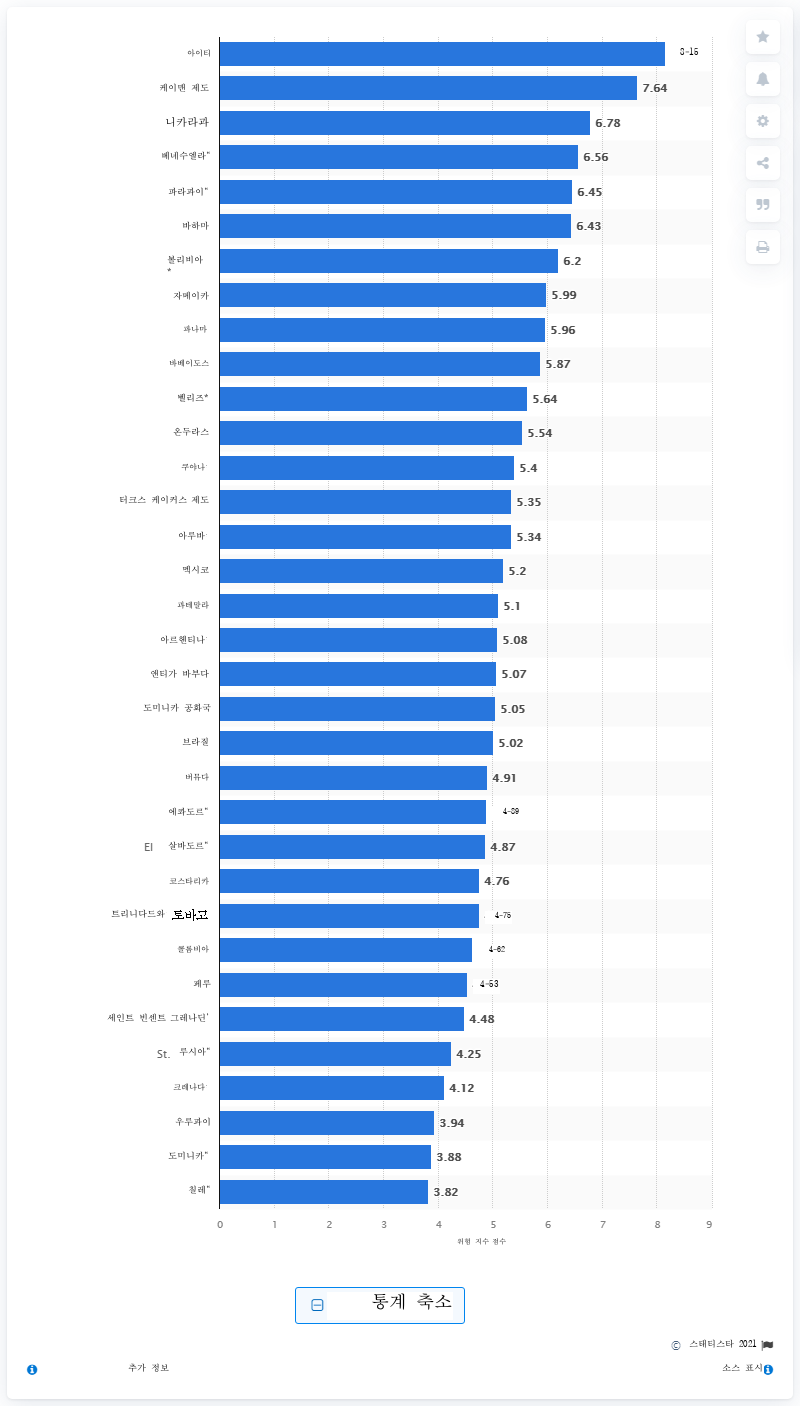 아이티 8-15
케이맨 제도 7.64
니카라과 6.78
베네수엘라" 6.56
파라과이" 6.45
바하마 6.43
볼리비아 6.2
*
자메이카 5.99
파나마 5.96
바베이도스 5.87
벨리즈* 5.64
온두라스 5.54
쿠야나 5.4
터크스 케이커스 제도 5.35
아루바 5.34
멕시코 5.2
과테말라 5.1
아르헨티나 5.08
앤티가 바부다 5.07
도미니카 공화국 5.05
브라질 5.02
버뮤다 4.91
에콰도르" 4-89
El 살바도르" 4.87
코스타리카 4.76
트리니다드와 토바고 4-75
콜롬비아 4-62
페루 4-53
세인트 빈센트 그레나딘' 4.48
St. 루시아" 4.25
그레나다 4.12
우루과이 3.94
도미니카" 3.88
칠레" 3.82
0 1 2 3 4 5 6 7 8 9
위험 지수 점수
통계 축소
© 스태티스타 2021
추가 정보 소스 표시